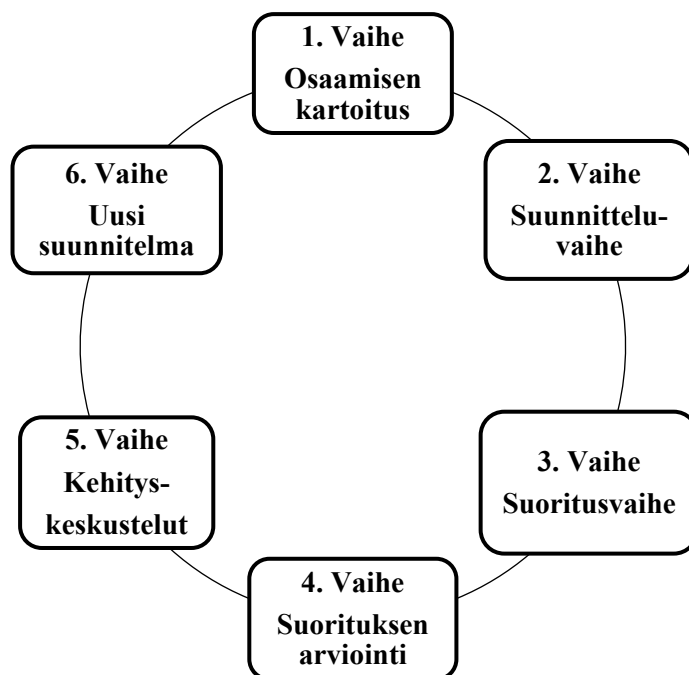 1. Vaihe
Osaamisen
kartoitus
2. Vaihe
Suunnittelu-
vaihe
3. Vaihe
Suoritusvaihe
4. Vaihe
Suorituksen
arviointi
5. Vaihe
Kehitys-
keskustelut
6. Vaihe
Uusi
suunnitelma